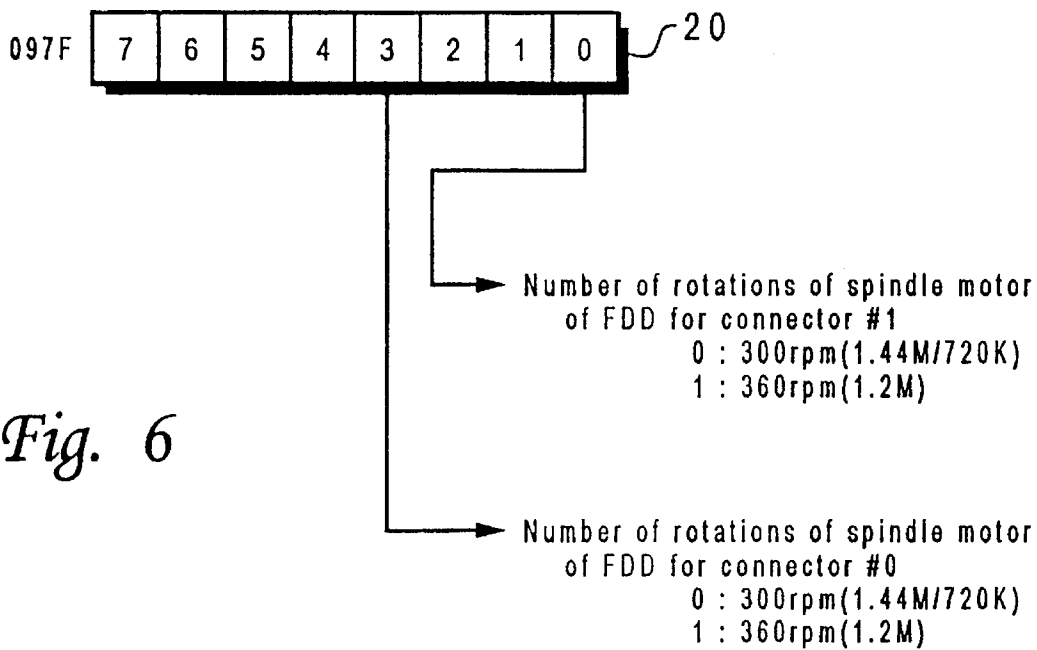 097F 7 6 5 4 3 2 1 0 20
Number of rotations of spindle motor
of FDD for connector #1
0 : 300rpm(1.44M/720K)
1 : 360rpm(1.2M)
Fig. 6
Number of rotations of spindle motor
of FDD for connector #0
0 : 300rpm(1.44M/720K)
1 : 360rpm(1.2M)